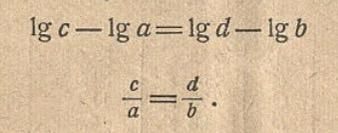 lg c — lg a = lg d — lg b
c/a = d/b .